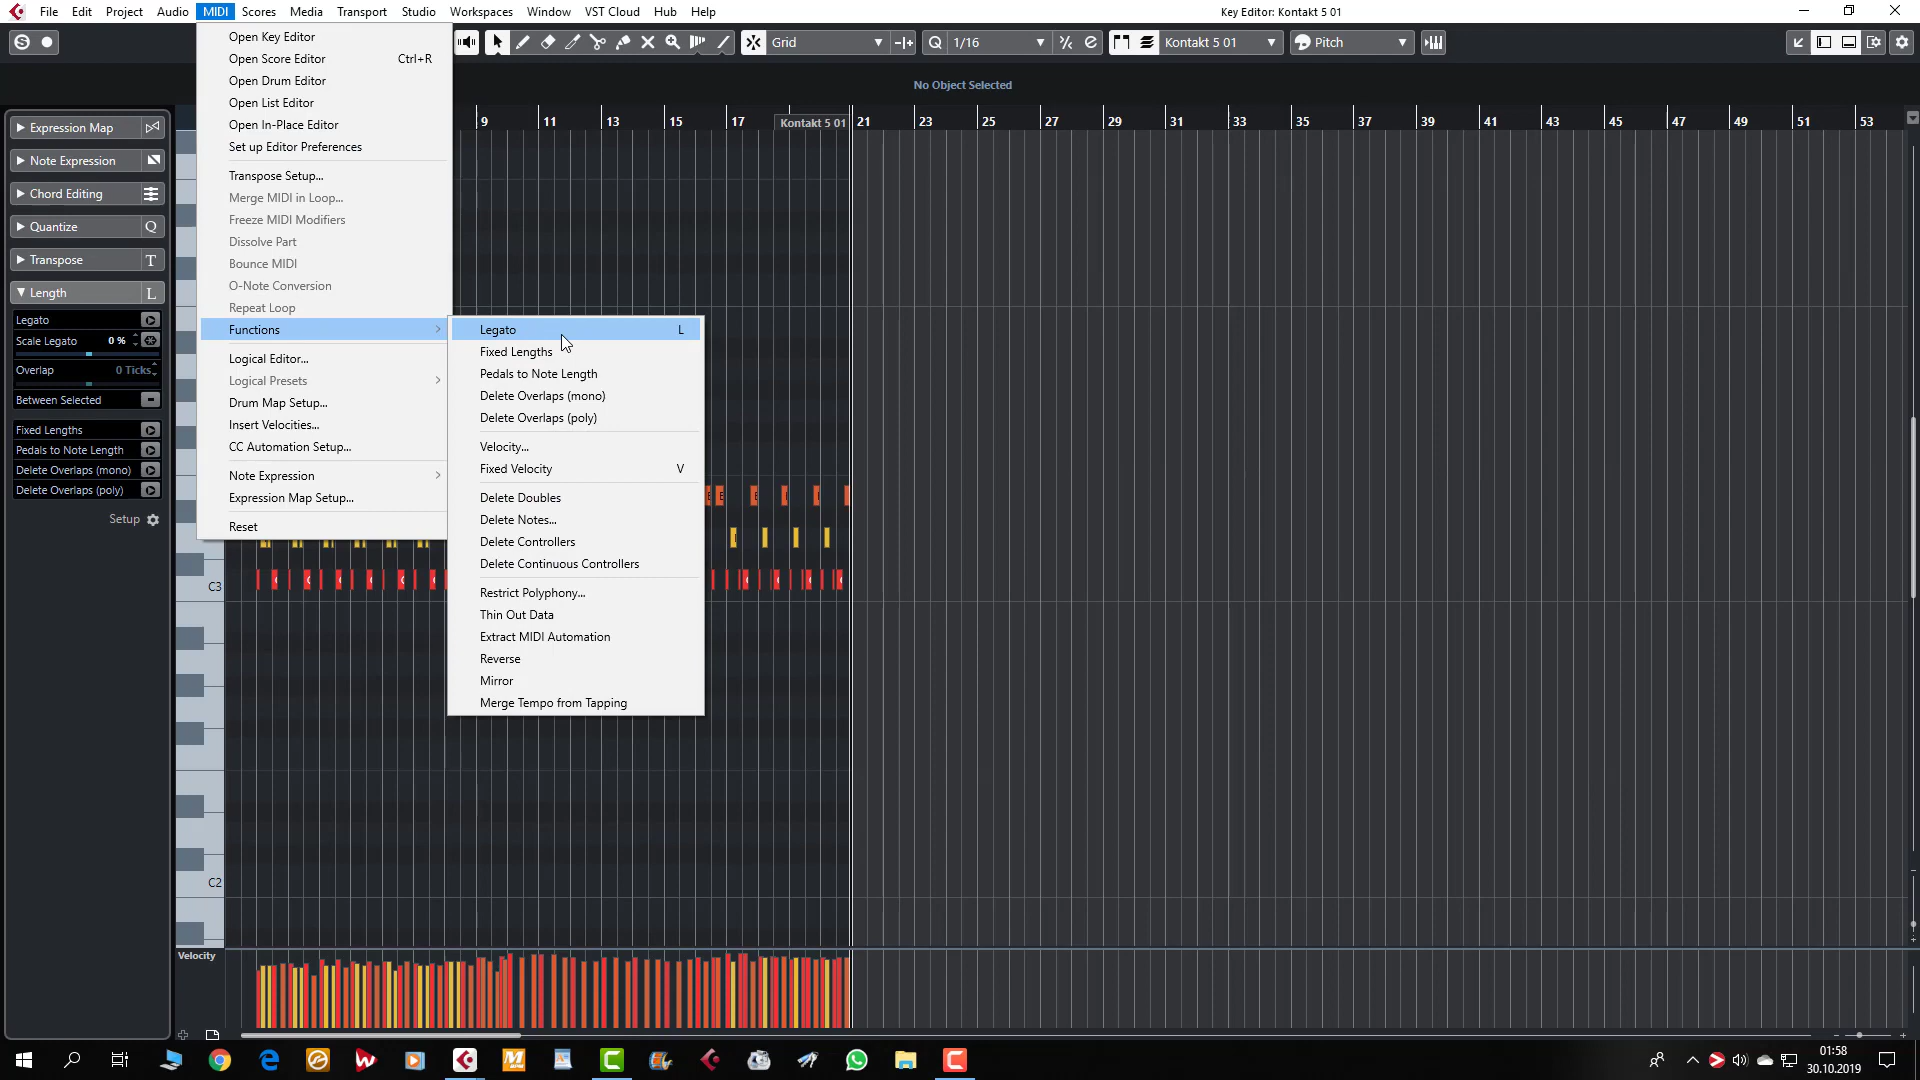 File Edit Project Audio MIDI Scores Media Transport Studio Workspaces Window VST Cloud Hub Help
Key Editor: Kontakt 5 01
Grid
1/16
Kontakt 5 01
Pitch
No Object Selected
9 11 13 15 17 Kontakt 5 01 21 23 25 27 29 31 33 35 37 39 41 43 45 47 49 51 53
Expression Map
Note Expression
Chord Editing
Quantize Q
Transpose T
Length L
Legato
Scale Legato 0 %
Overlap 0 Ticks
Between Selected
Fixed Lengths
Pedals to Note Length
Delete Overlaps (mono)
Delete Overlaps (poly)
Setup
Open Key Editor
Open Score Editor Ctrl+R
Open Drum Editor
Open List Editor
Open In-Place Editor
Set up Editor Preferences
Transpose Setup...
Merge MIDI in Loop...
Freeze MIDI Modifiers
Dissolve Part
Bounce MIDI
O-Note Conversion
Repeat Loop
Functions
Logical Editor...
Logical Presets
Drum Map Setup...
Insert Velocities...
CC Automation Setup...
Note Expression
Expression Map Setup...
Reset
Legato L
Fixed Lengths
Pedals to Note Length
Delete Overlaps (mono)
Delete Overlaps (poly)
Velocity...
Fixed Velocity V
Delete Doubles
Delete Notes...
Delete Controllers
Delete Continuous Controllers
Restrict Polyphony...
Thin Out Data
Extract MIDI Automation
Reverse
Mirror
Merge Tempo from Tapping
C3
C2
Velocity
01:58
30.10.2019